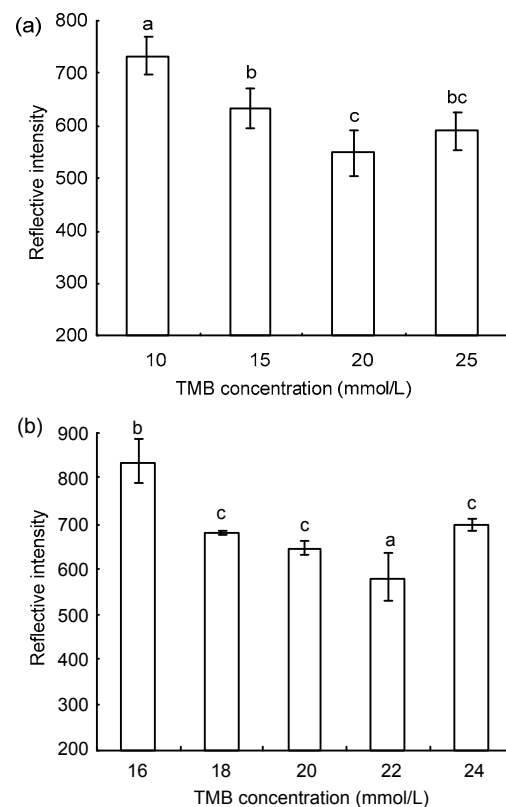 (a)
800
700
600
500
400
300
200
Reflective intensity
a
b
c
bc
10 15 20 25
TMB concentration (mmol/L)
(b)
900
800
700
600
500
400
300
200
Reflective intensity
b
c
c
a
c
16 18 20 22 24
TMB concentration (mmol/L)